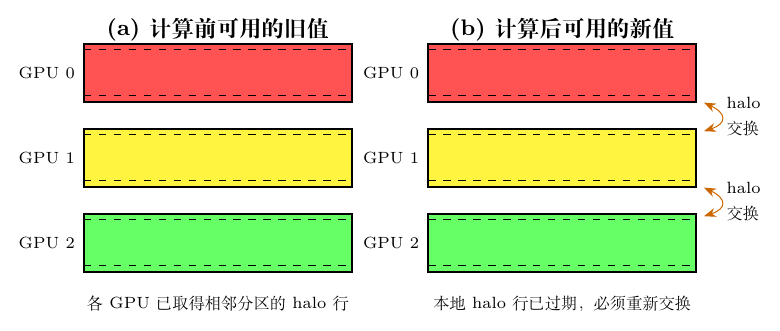 (a) 计算前可用的旧值
(b) 计算后可用的新值
GPU 0
GPU 0
halo
交换
GPU 1
GPU 1
halo
交换
GPU 2
GPU 2
各 GPU 已取得相邻分区的 halo 行
本地 halo 行已过期，必须重新交换